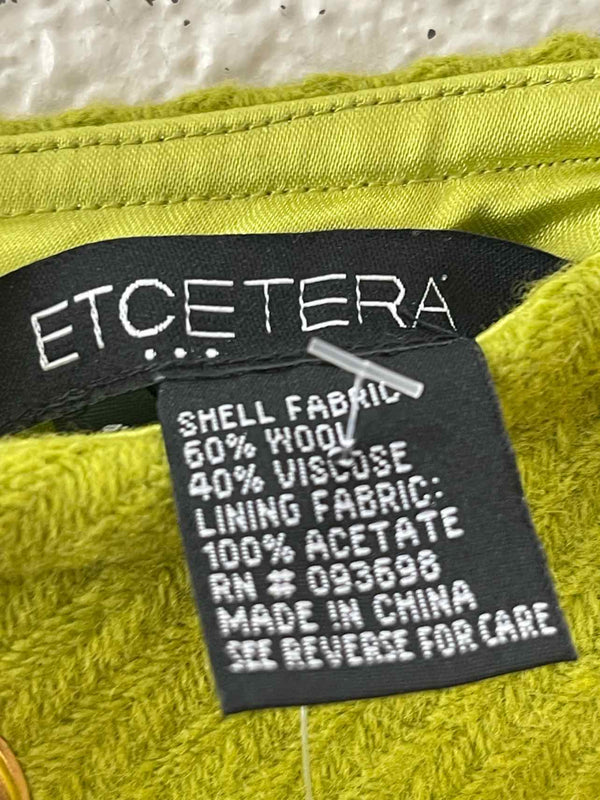 ETCETERA
SHELL FABRIC
60% WOOL
40% VISCOSE
LINING FABRIC:
100% ACETATE
RN # 093698
MADE IN CHINA
SEE REVERSE FOR CARE